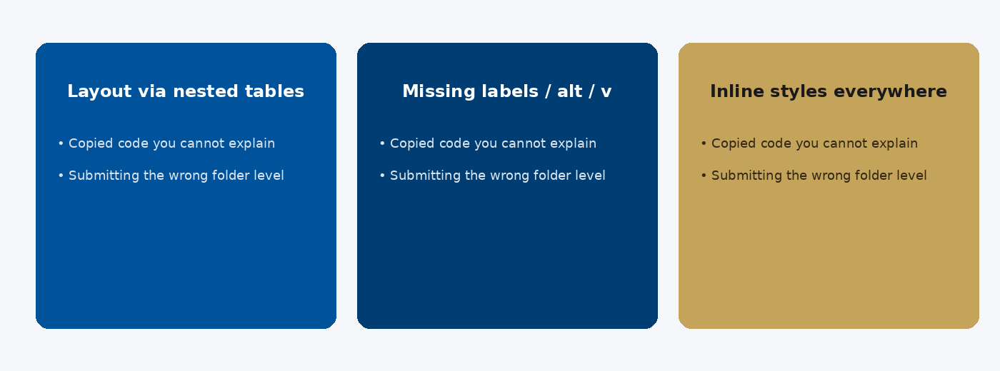 Layout via nested tables
• Copied code you cannot explain
• Submitting the wrong folder level
Missing labels / alt / v
• Copied code you cannot explain
• Submitting the wrong folder level
Inline styles everywhere
• Copied code you cannot explain
• Submitting the wrong folder level